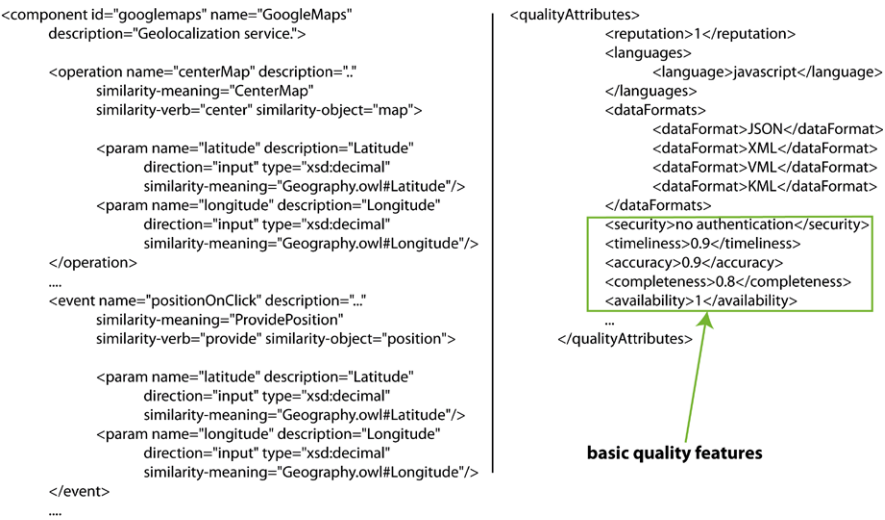 <component id="googlemaps" name="GoogleMaps"
description="Geolocalization service.">
<operation name="centerMap" description=".."
similarity-meaning="CenterMap"
similarity-verb="center" similarity-object="map">
<param name="latitude" description="Latitude"
direction="input" type="xsd:decimal"
similarity-meaning="Geography.owl#Latitude"/>
<param name="longitude" description="Longitude"
direction="input" type="xsd:decimal"
similarity-meaning="Geography.owl#Longitude"/>
</operation>
....
<event name="positionOnClick" description="..."
similarity-meaning="ProvidePosition"
similarity-verb="provide" similarity-object="position">
<param name="latitude" description="Latitude"
direction="input" type="xsd:decimal"
similarity-meaning="Geography.owl#Latitude"/>
<param name="longitude" description="Longitude"
direction="input" type="xsd:decimal"
similarity-meaning="Geography.owl#Longitude"/>
</event>
....
<qualityAttributes>
<reputation>1</reputation>
<languages>
<language>javascript</language>
</languages>
<dataFormats>
<dataFormat>JSON</dataFormat>
<dataFormat>XML</dataFormat>
<dataFormat>VML</dataFormat>
<dataFormat>KML</dataFormat>
</dataFormats>
<security>no authentication</security>
<timeliness>0.9</timeliness>
<accuracy>0.9</accuracy>
<completeness>0.8</completeness>
<availability>1</availability>
...
</qualityAttributes>
basic quality features